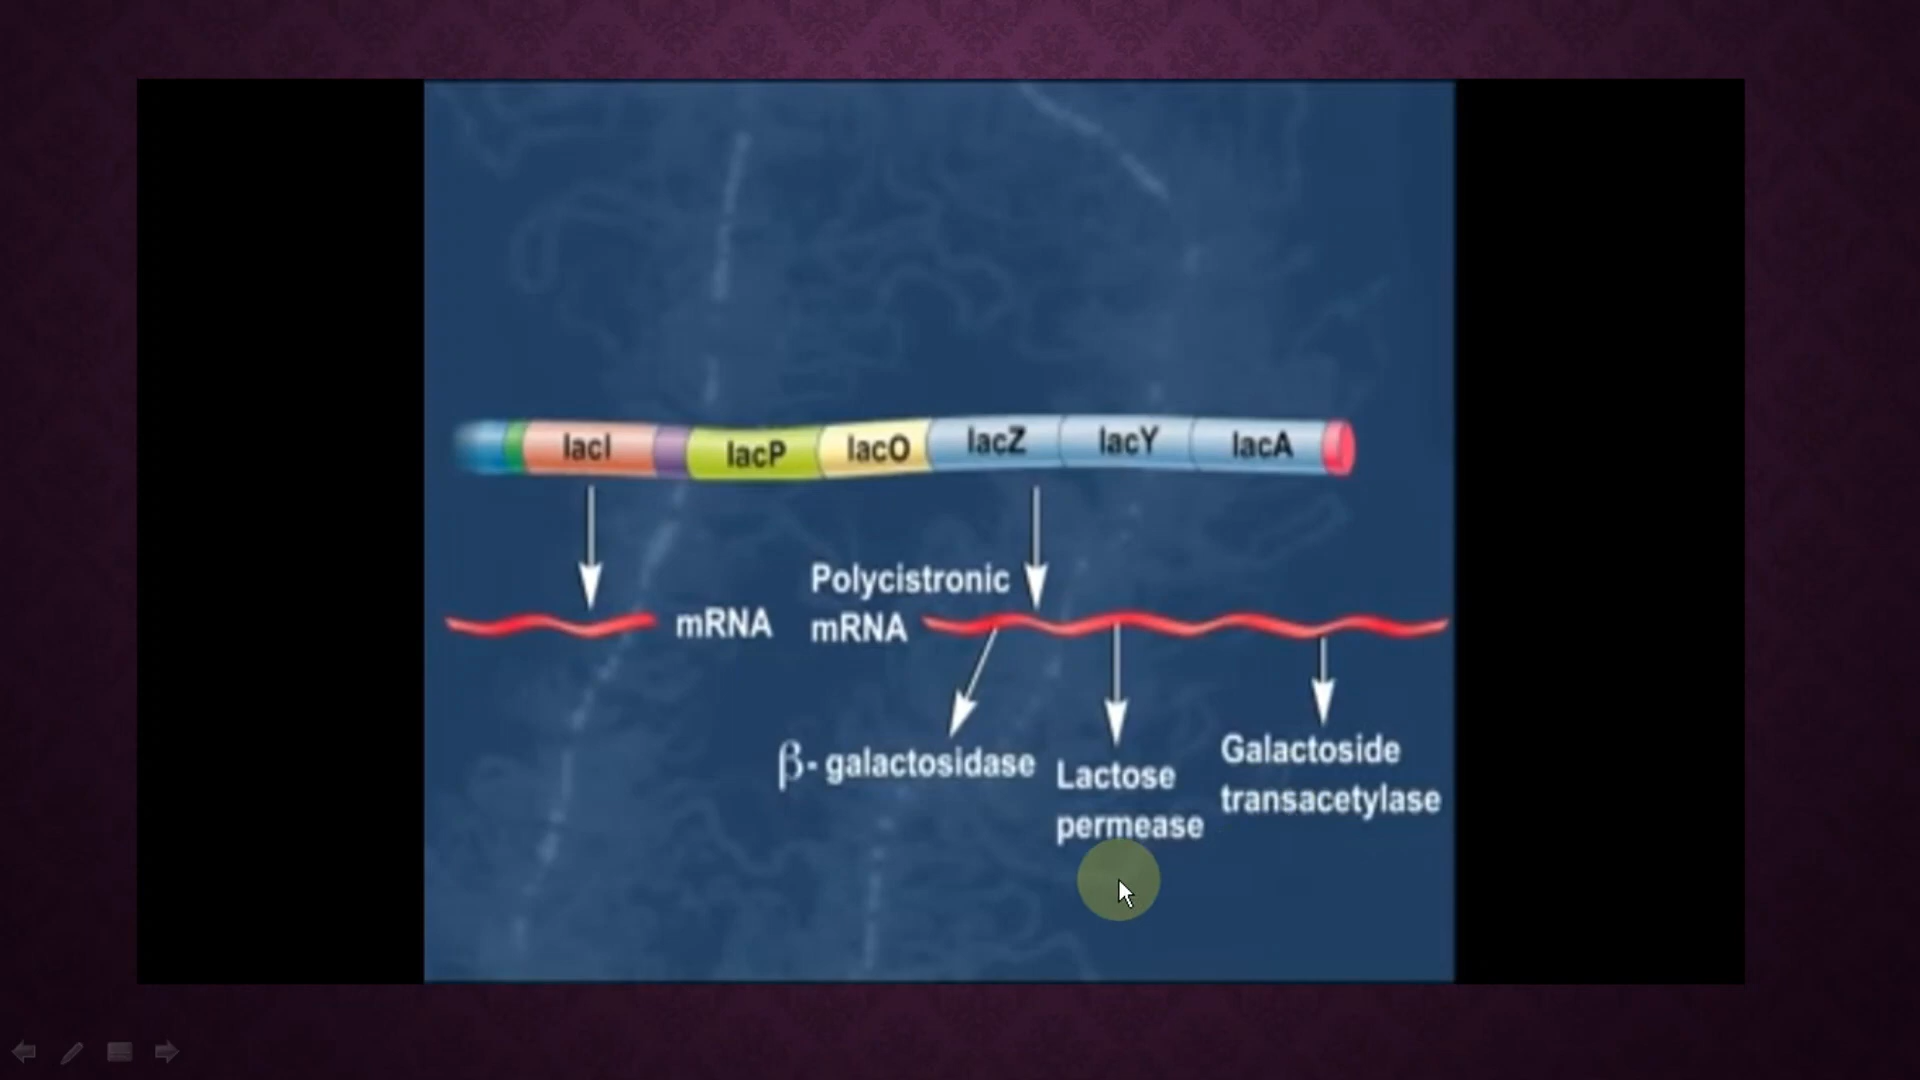 lacI
lacP
lacO
lacZ
lacY
lacA
mRNA
Polycistronic
mRNA
β- galactosidase
Lactose
permease
Galactoside
transacetylase